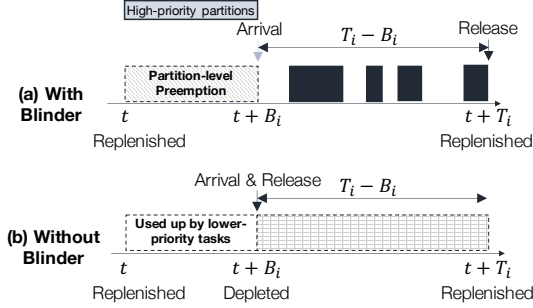 High-priority partitions
Arrival
T_i − B_i
Release
(a) With Blinder
Partition-level Preemption
t
t + B_i
t + T_i
Replenished
Replenished
Arrival & Release
T_i − B_i
(b) Without Blinder
Used up by lower-priority tasks
t
t + B_i
t + T_i
Replenished
Depleted
Replenished